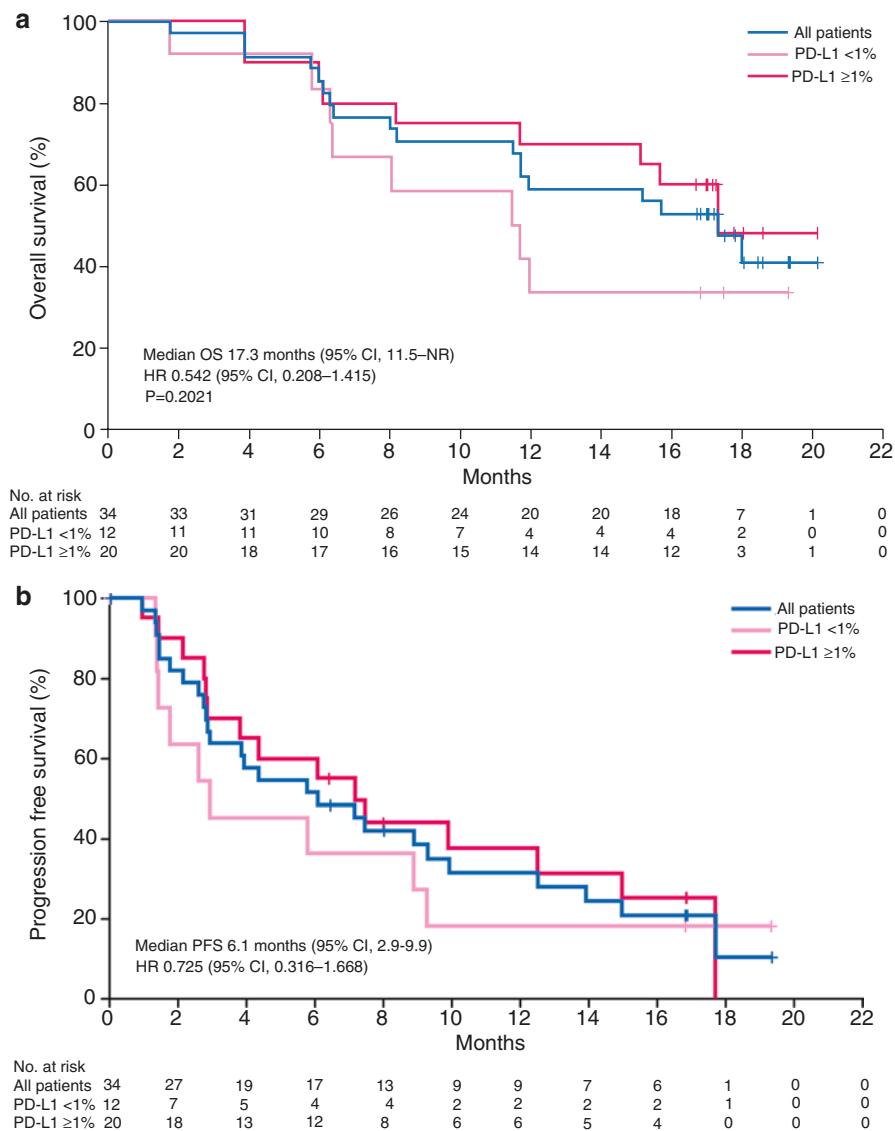 a
All patients
PD-L1 <1%
PD-L1 ≥1%
100
80
60
40
20
0
Overall survival (%)
Median OS 17.3 months (95% CI, 11.5–NR)
HR 0.542 (95% CI, 0.208–1.415)
P=0.2021
0 2 4 6 8 10 12 14 16 18 20 22
Months
No. at risk
All patients 34 33 31 29 26 24 20 20 18 7 1 0
PD-L1 <1% 12 11 11 10 8 7 4 4 4 2 0 0
PD-L1 ≥1% 20 20 18 17 16 15 14 14 12 3 1 0
b
All patients
PD-L1 <1%
PD-L1 ≥1%
100
80
60
40
20
0
Progression free survival (%)
Median PFS 6.1 months (95% CI, 2.9-9.9)
HR 0.725 (95% CI, 0.316–1.668)
0 2 4 6 8 10 12 14 16 18 20 22
Months
No. at risk
All patients 34 27 19 17 13 9 9 7 6 1 0 0
PD-L1 <1% 12 7 5 4 4 2 2 2 2 1 0 0
PD-L1 ≥1% 20 18 13 12 8 6 6 5 4 0 0 0